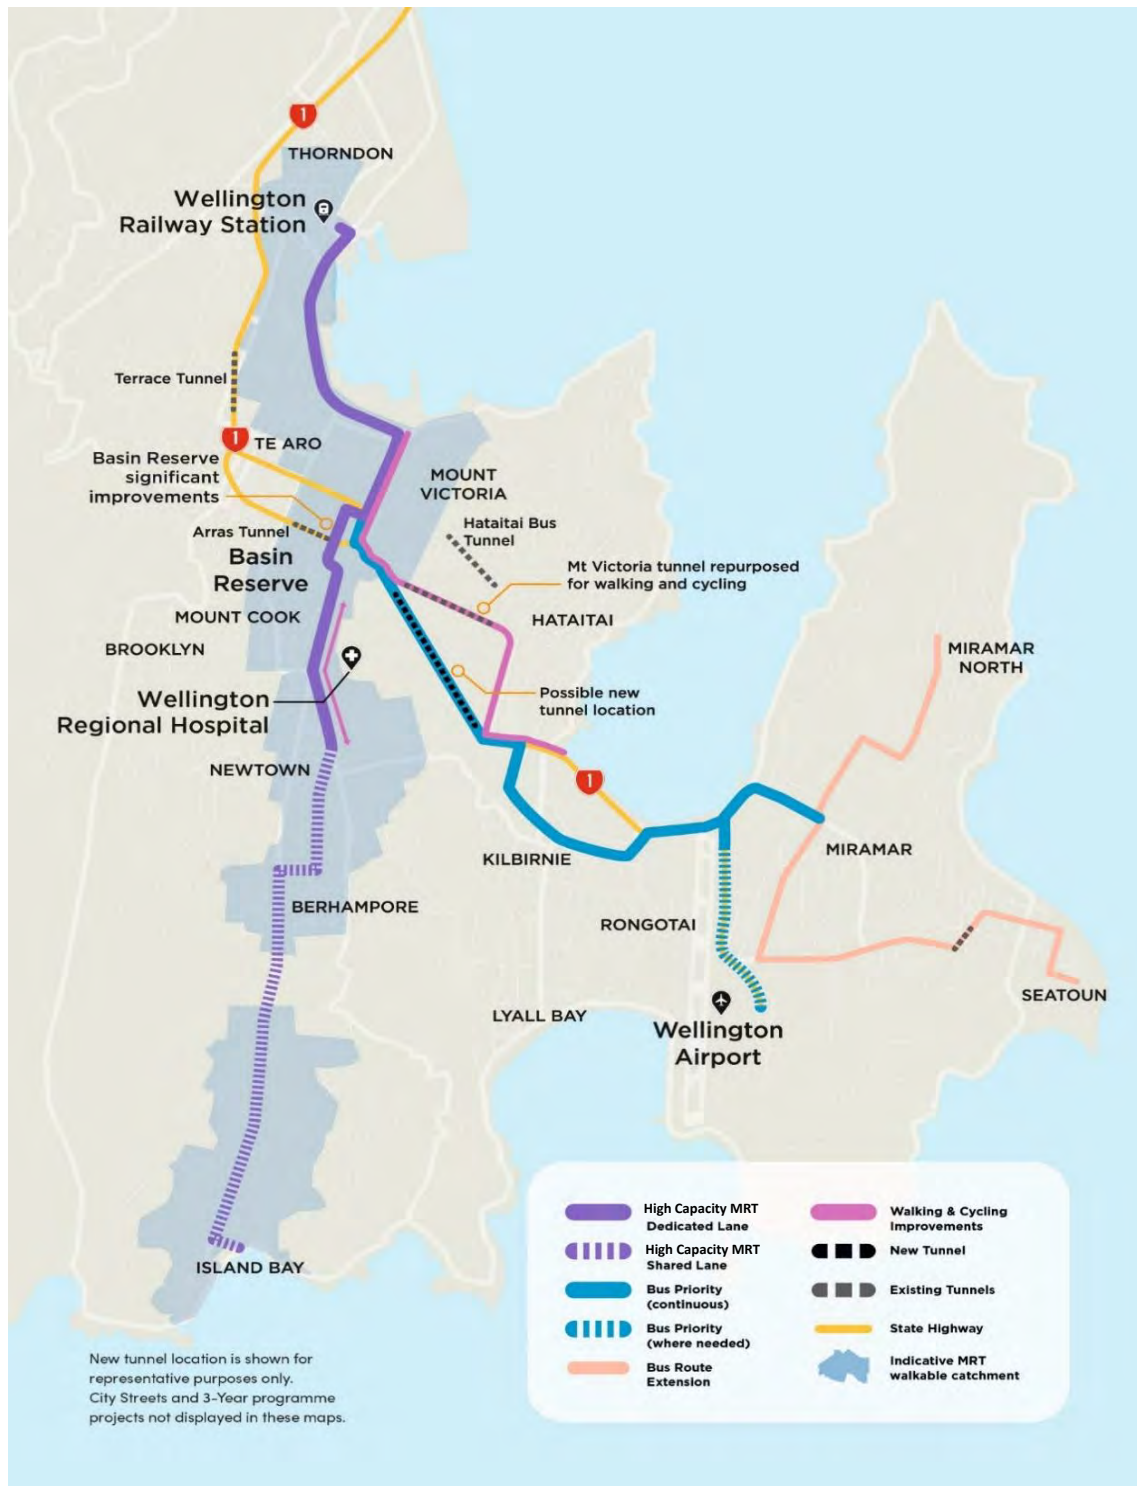 1
THORNDON
Wellington
Railway Station
Terrace Tunnel
1
TE ARO
Basin Reserve
significant
improvements
MOUNT
VICTORIA
Arras Tunnel
Hataitai Bus
Tunnel
Basin
Reserve
Mt Victoria tunnel repurposed
for walking and cycling
MOUNT COOK
HATAITAI
BROOKLYN
MIRAMAR
NORTH
Wellington
Regional Hospital
Possible new
tunnel location
NEWTOWN
1
KILBIRNIE
MIRAMAR
BERHAMPORE
RONGOTAI
SEATOUN
LYALL BAY
Wellington
Airport
ISLAND BAY
High Capacity MRT
Dedicated Lane
High Capacity MRT
Shared Lane
Bus Priority
(continuous)
Bus Priority
(where needed)
Bus Route
Extension
Walking & Cycling
Improvements
New Tunnel
Existing Tunnels
State Highway
Indicative MRT
walkable catchment
New tunnel location is shown for
representative purposes only.
City Streets and 3-Year programme
projects not displayed in these maps.